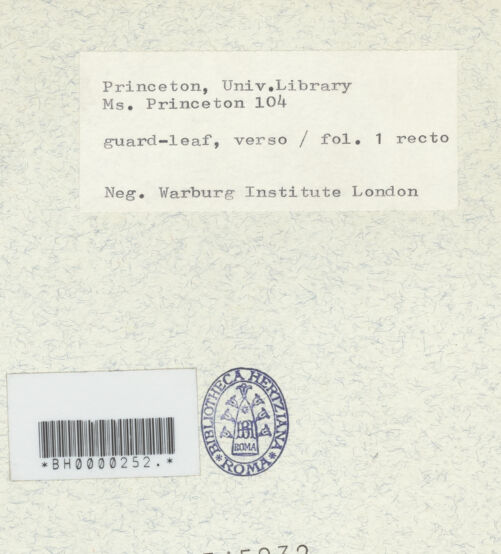 Princeton, Univ.Library
Ms. Princeton 104
guard-leaf, verso / fol. 1 recto
Neg. Warburg Institute London
*BH0000252.*
BIBLIOTHECA HERTZIANA
BH
ROMA
*ROMA*